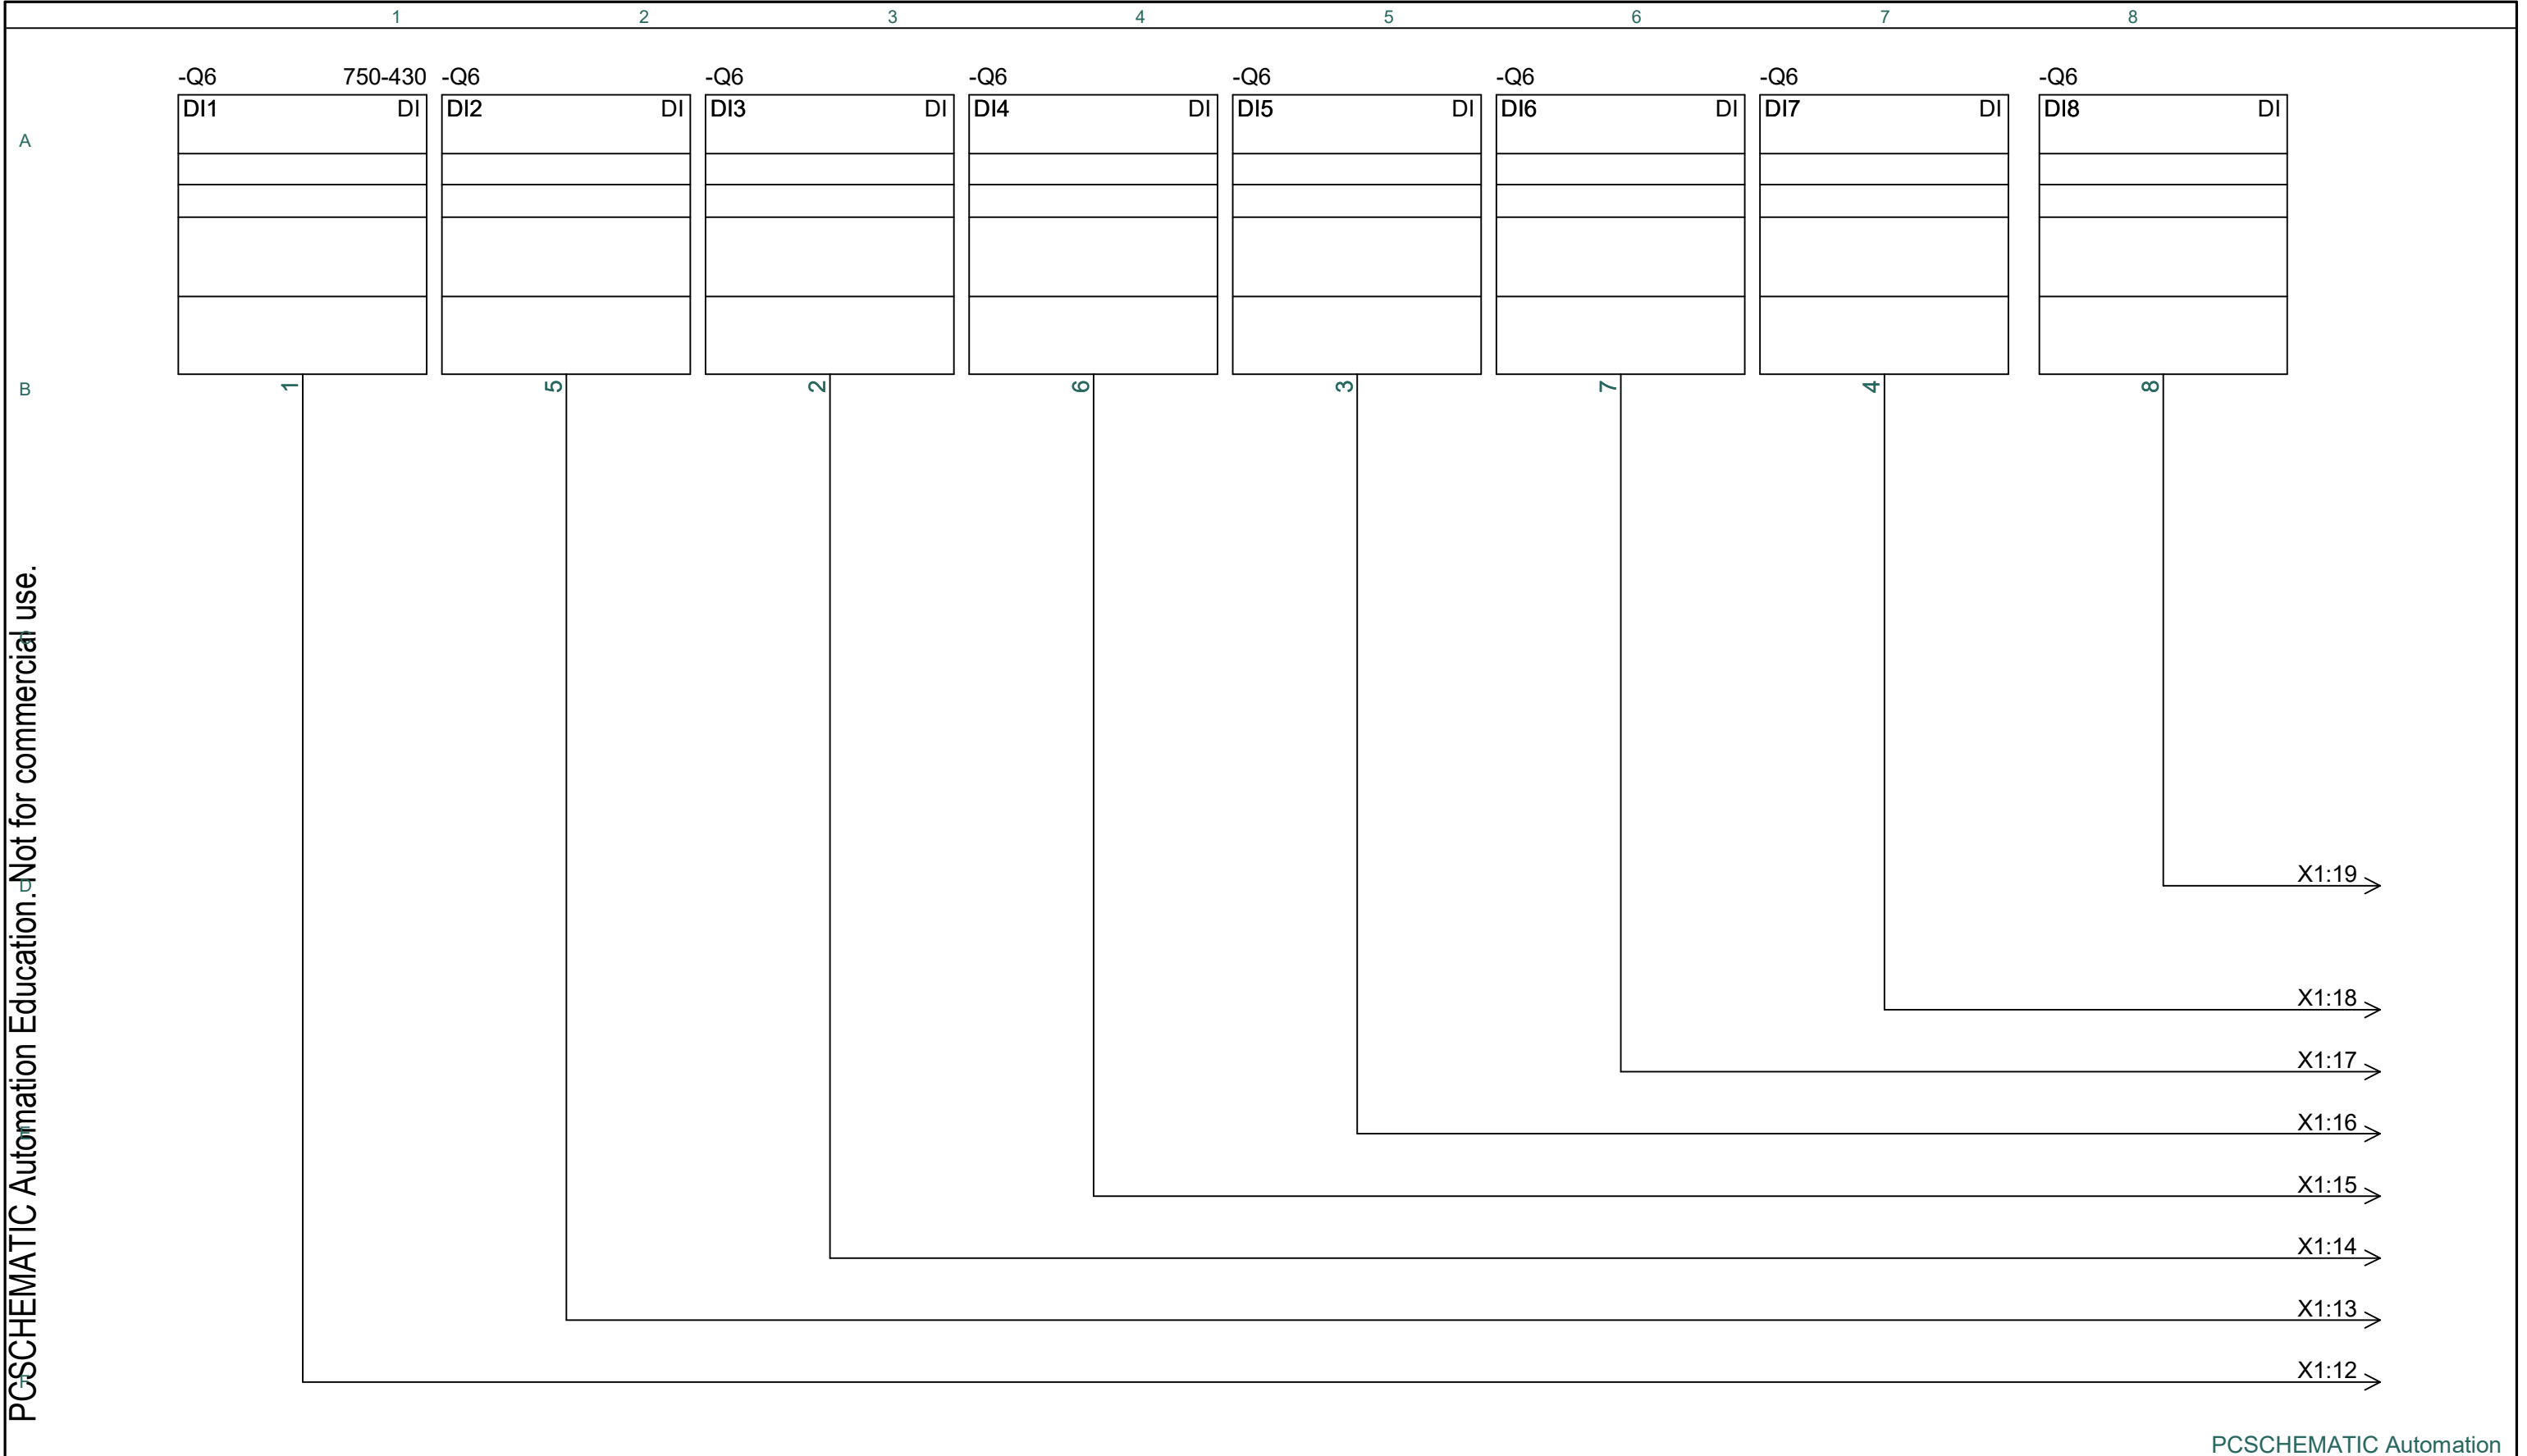 1 2 3 4 5 6 7 8
-Q6 750-430 -Q6 -Q6 -Q6 -Q6 -Q6 -Q6 -Q6
DI1 DI DI2 DI DI3 DI DI4 DI DI5 DI DI6 DI DI7 DI DI8 DI
A
B
1 5 2 6 3 7 4 8
C
D
E
F
PCSCHEMATIC Automation Education. Not for commercial use.
X1:19
X1:18
X1:17
X1:16
X1:15
X1:14
X1:13
X1:12
PCSCHEMATIC Automation